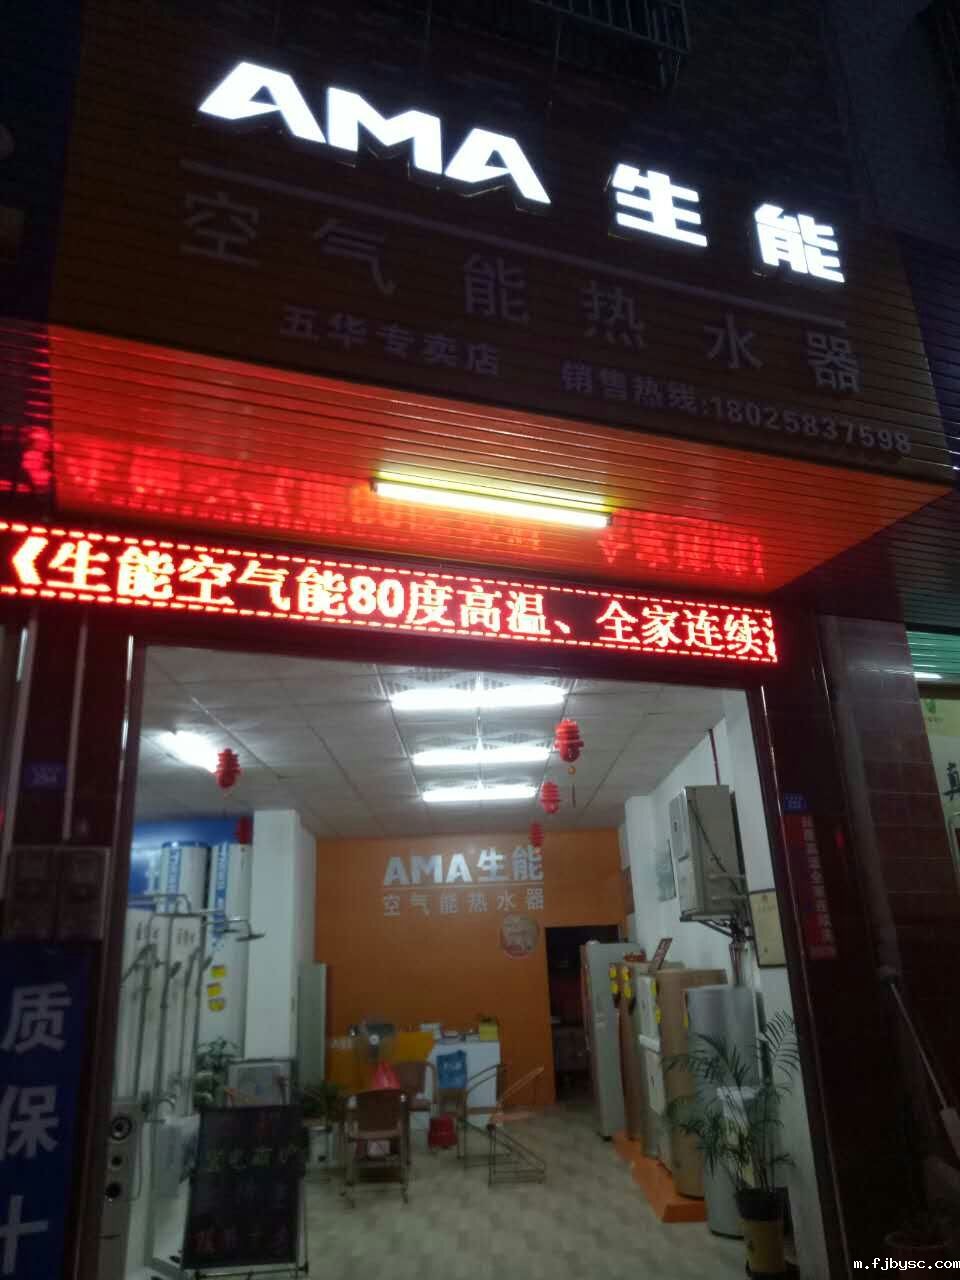 AMA 生能
空气能热水器
五华专卖店 销售热线:18025837598
《生能空气能80度高温、全家连续
AMA生能
空气能热水器
质保十
m.fjbysc.com